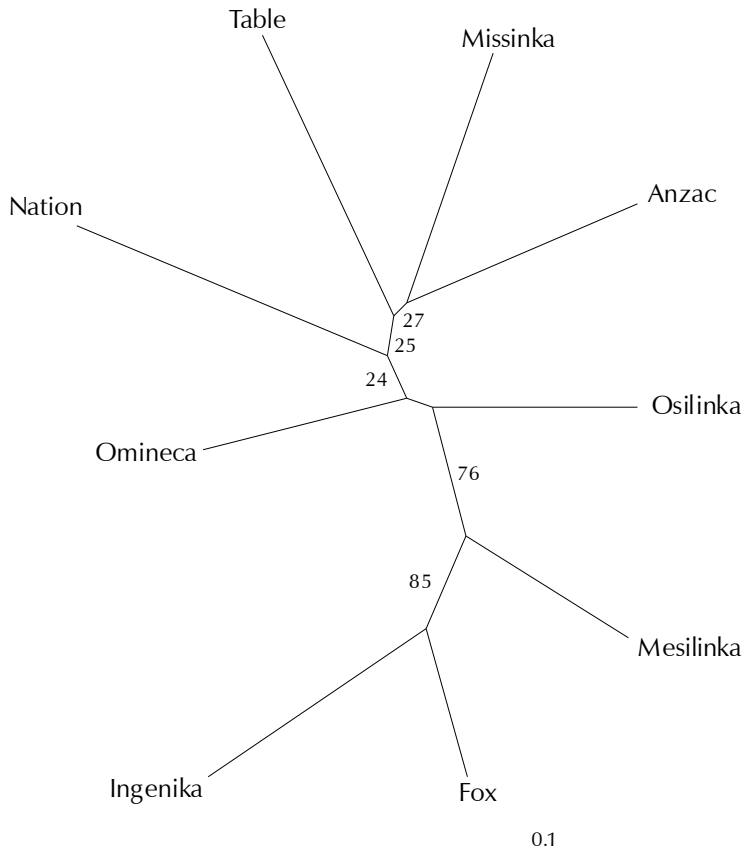 Table
Missinka
Anzac
Nation
27
25
24
Osilinka
Omineca
76
85
Mesilinka
Ingenika
Fox
0.1